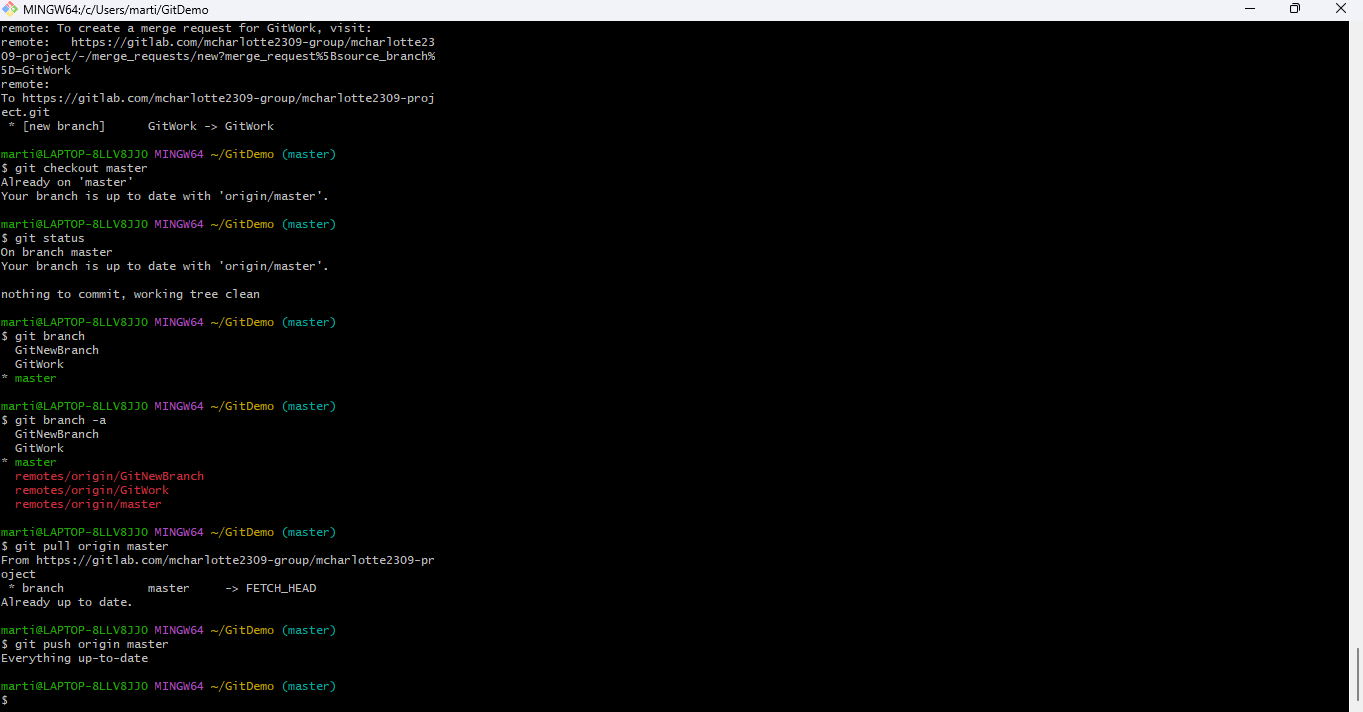 MINGW64:/c/Users/marti/GitDemo
remote: To create a merge request for GitWork, visit:
remote:   https://gitlab.com/mcharlotte2309-group/mcharlotte23
09-project/-/merge_requests/new?merge_request%5Bsource_branch%
5D=GitWork
remote:
To https://gitlab.com/mcharlotte2309-group/mcharlotte2309-proj
ect.git
 * [new branch]      GitWork -> GitWork

marti@LAPTOP-8LLV8JJO MINGW64 ~/GitDemo (master)
$ git checkout master
Already on 'master'
Your branch is up to date with 'origin/master'.

marti@LAPTOP-8LLV8JJO MINGW64 ~/GitDemo (master)
$ git status
On branch master
Your branch is up to date with 'origin/master'.

nothing to commit, working tree clean

marti@LAPTOP-8LLV8JJO MINGW64 ~/GitDemo (master)
$ git branch
  GitNewBranch
  GitWork
* master

marti@LAPTOP-8LLV8JJO MINGW64 ~/GitDemo (master)
$ git branch -a
  GitNewBranch
  GitWork
* master
  remotes/origin/GitNewBranch
  remotes/origin/GitWork
  remotes/origin/master

marti@LAPTOP-8LLV8JJO MINGW64 ~/GitDemo (master)
$ git pull origin master
From https://gitlab.com/mcharlotte2309-group/mcharlotte2309-pr
oject
 * branch            master     -> FETCH_HEAD
Already up to date.

marti@LAPTOP-8LLV8JJO MINGW64 ~/GitDemo (master)
$ git push origin master
Everything up-to-date

marti@LAPTOP-8LLV8JJO MINGW64 ~/GitDemo (master)
$